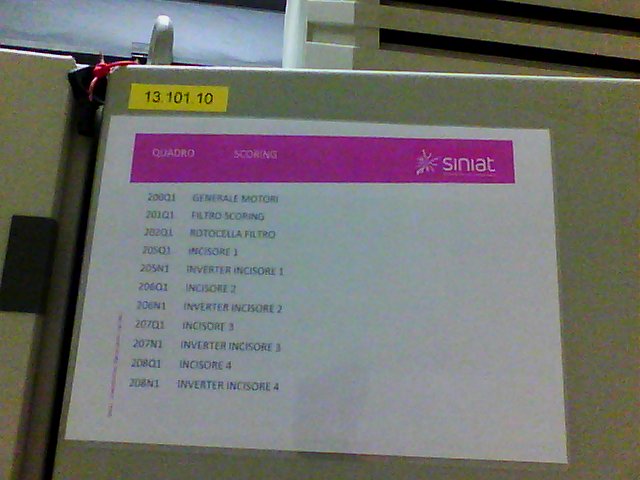 13.101.10
QUADRO SCORING siniat
200Q1 GENERALE MOTORI
201Q1 FILTRO SCORING
202Q1 ROTOCELLA FILTRO
205Q1 INCISORE 1
205N1 INVERTER INCISORE 1
206Q1 INCISORE 2
206N1 INVERTER INCISORE 2
207Q1 INCISORE 3
207N1 INVERTER INCISORE 3
208Q1 INCISORE 4
208N1 INVERTER INCISORE 4